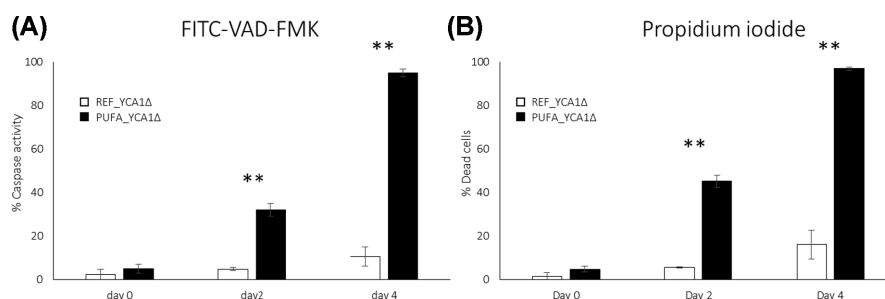 (A)
FITC-VAD-FMK
**
100
80
REF_YCA1Δ
PUFA_YCA1Δ
60
% Caspase activity
**
40
20
0
day 0
day2
day 4
(B)
Propidium iodide
**
100
80
REF_YCA1Δ
PUFA_YCA1Δ
60
% Dead cells
**
40
20
0
Day 0
Day 2
Day 4